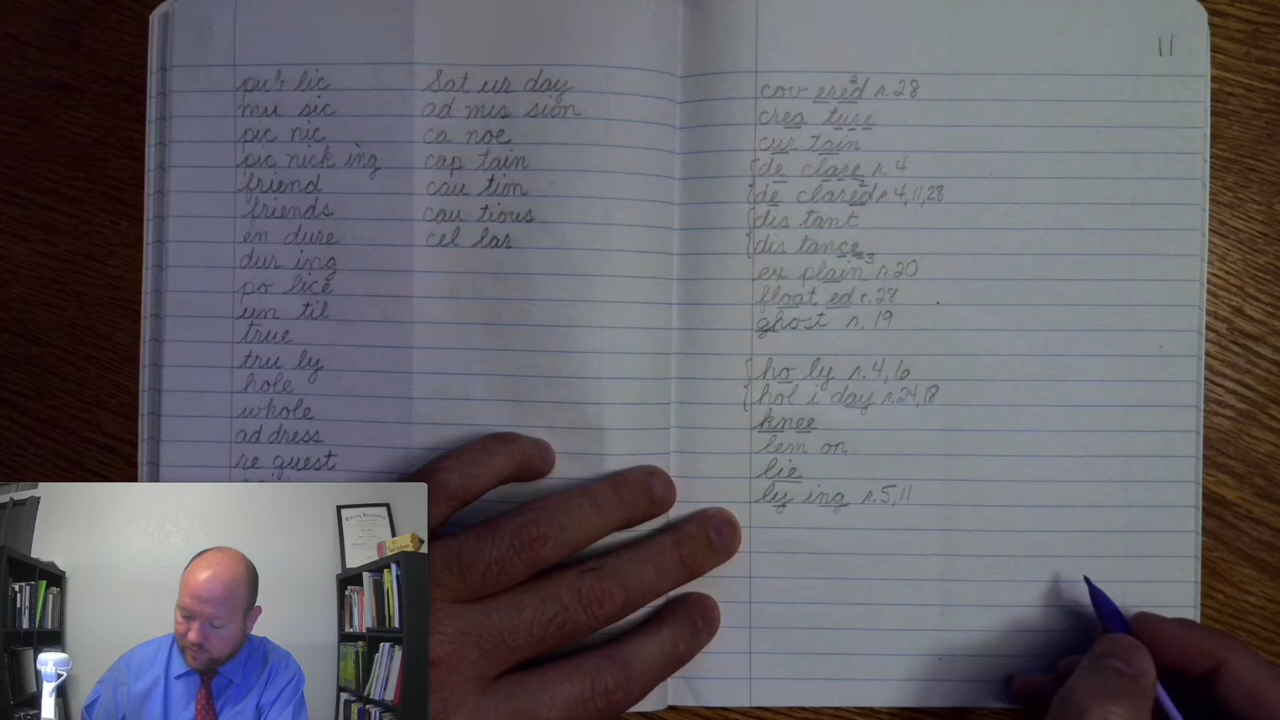 pub lic
mu sic
pic nic
pic nick ing
friend
friends
en dure
dur ing
po lice
un til
true
tru ly
hole
whole
ad dress
re quest
Sat ur day
ad mis sion
ca noe
cap tain
cau tion
cau tious
cel lar
11
cov ered² r. 28
crea ture
cur tain
de clare r. 4
de clared² r. 4, 11, 28
dis tant
dis tance 3
ex plain r. 20
float ed r. 28
ghost r. 19
ho ly r. 4, 6
hol i day r. 24, 18
knee
lem on
lie
ly ing r. 5, 11